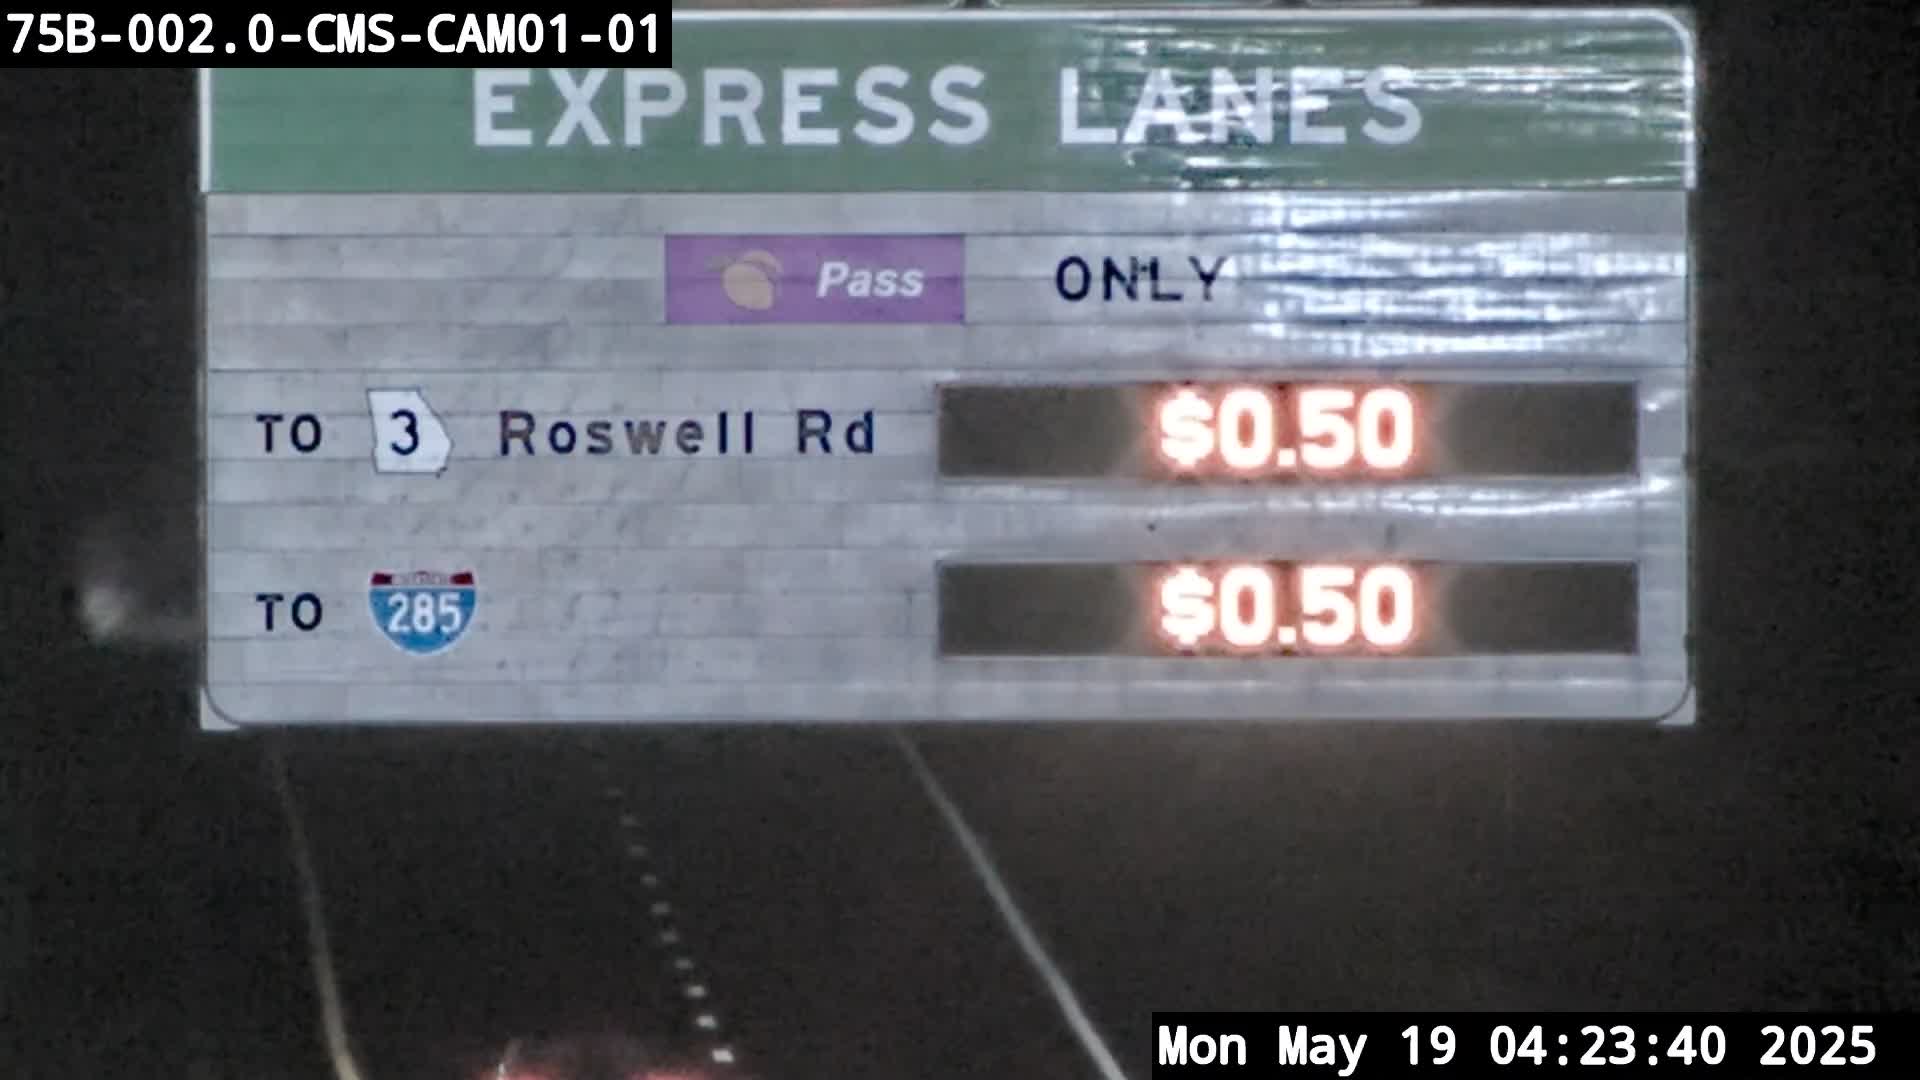 75B-002.0-CMS-CAM01-01
EXPRESS LANES
Pass ONLY
TO 3 Roswell Rd $0.50
TO 285 $0.50
Mon May 19 04:23:40 2025